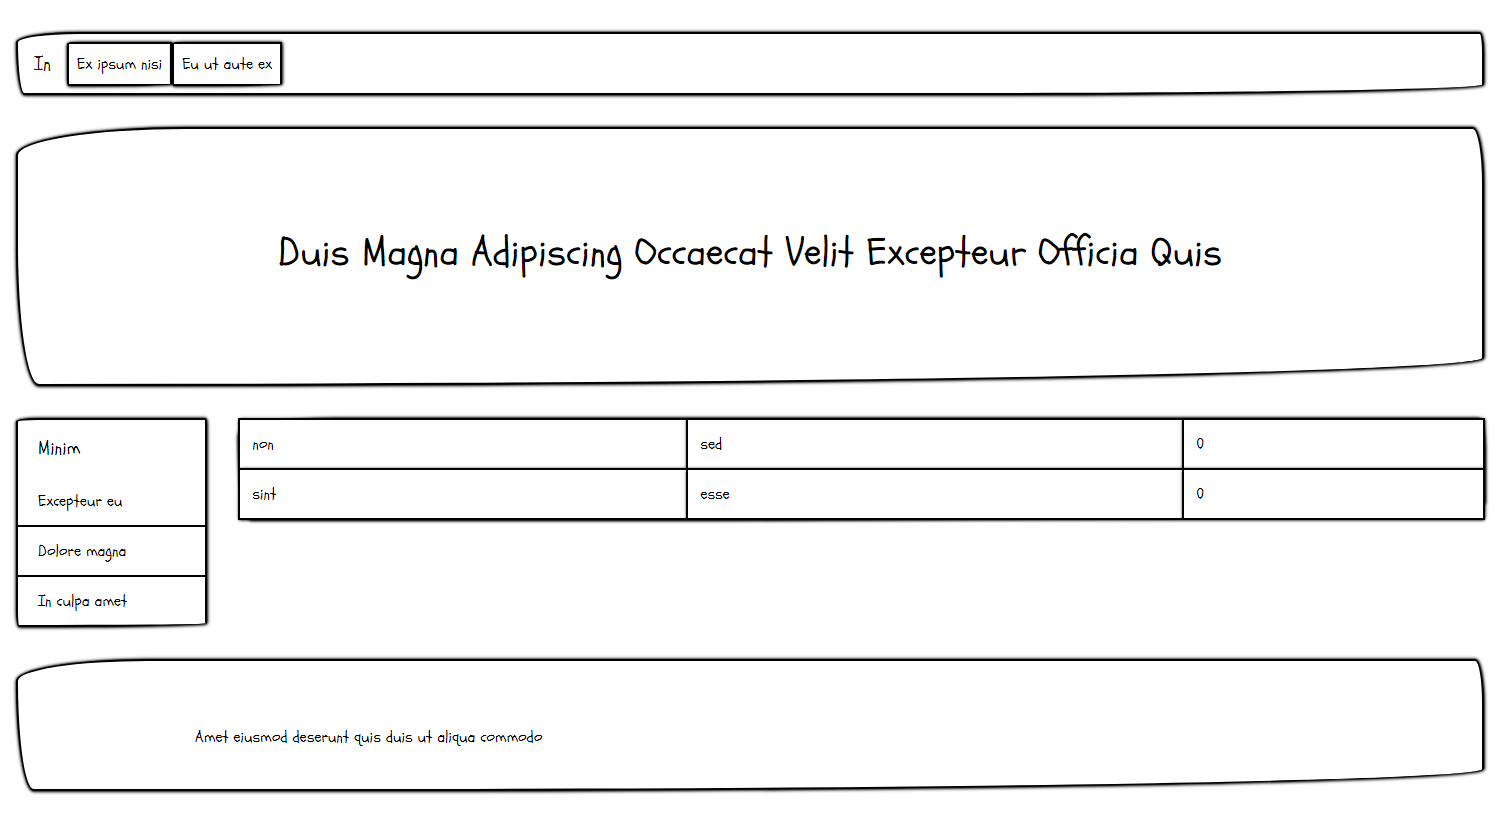 In Ex ipsum nisi Eu ut aute ex
Duis Magna Adipiscing Occaecat Velit Excepteur Officia Quis
Minim
Excepteur eu
Dolore magna
In culpa amet
non sed 0
sint esse 0
Amet eiusmod deserunt quis duis ut aliqua commodo